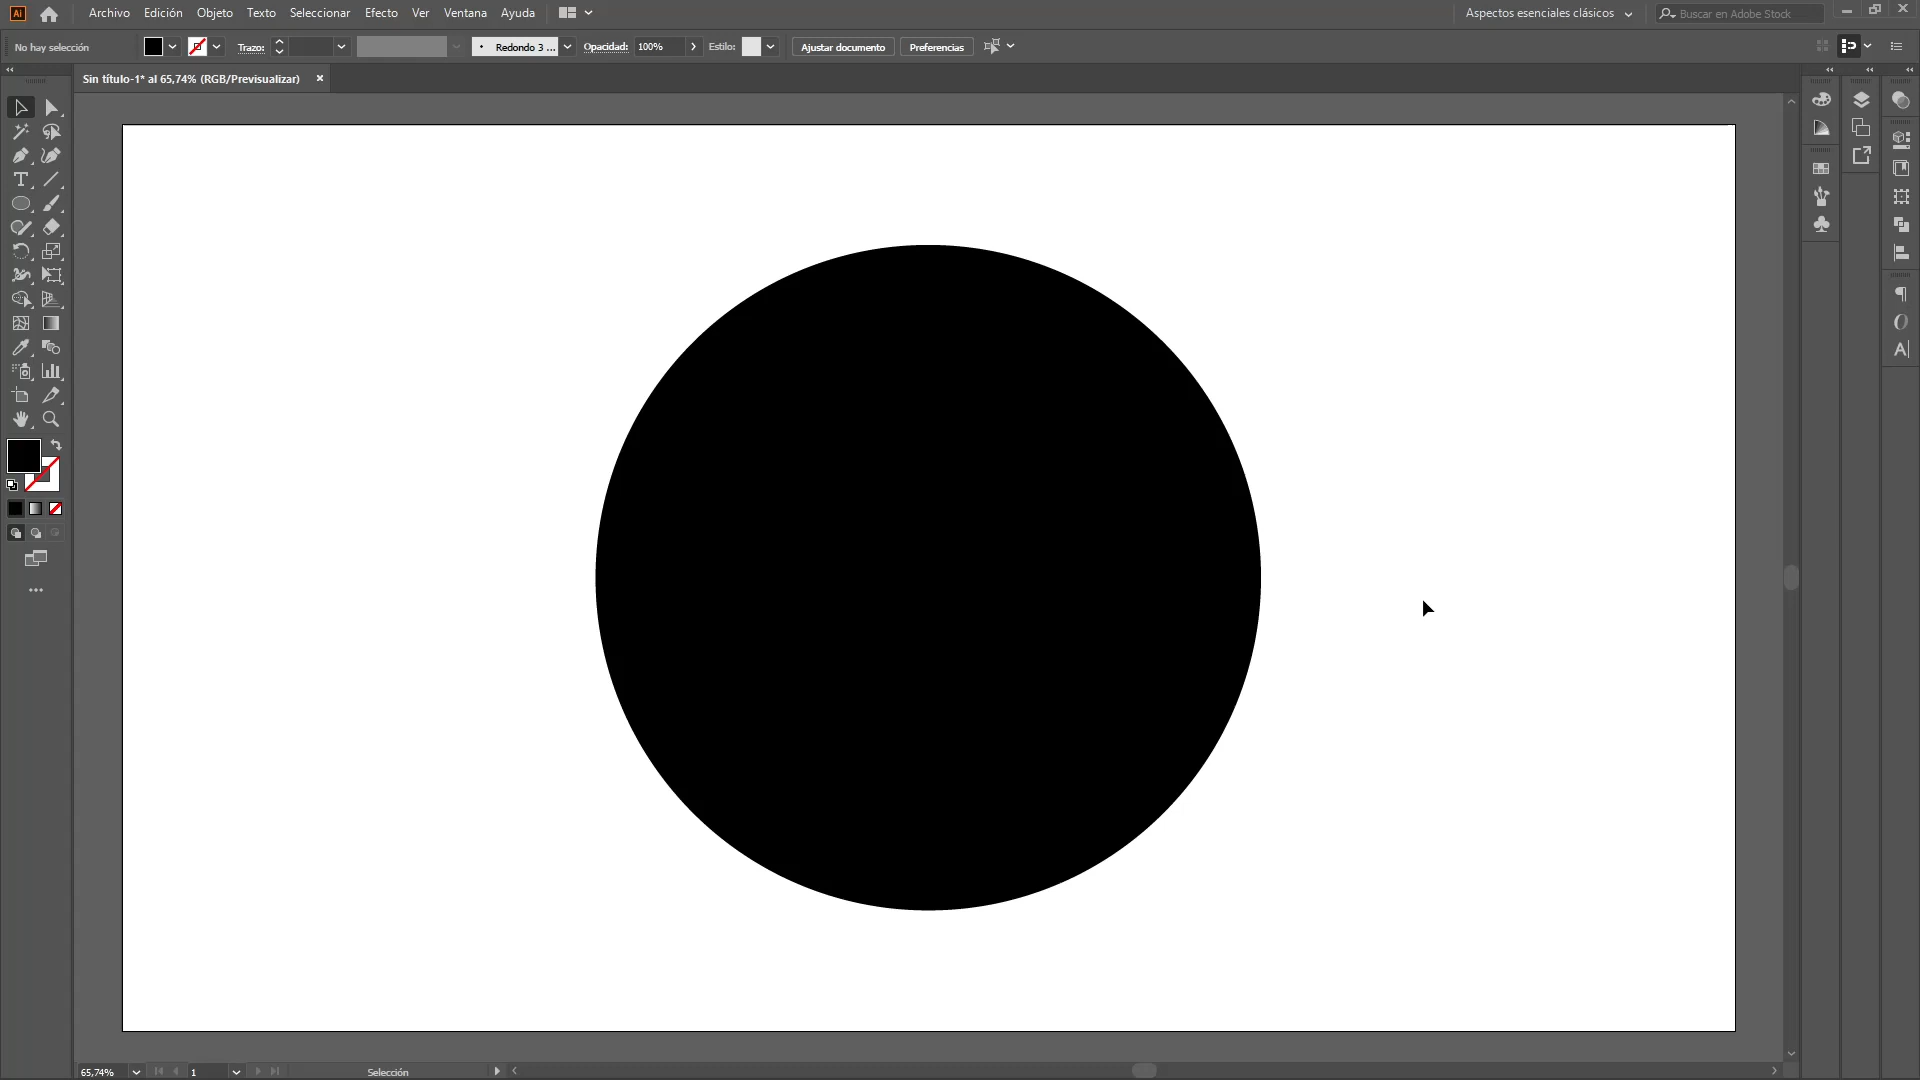 Ai
Archivo Edición Objeto Texto Seleccionar Efecto Ver Ventana Ayuda
Aspectos esenciales clásicos
Buscar en Adobe Stock
No hay selección
Trazo:
Redondo 3 ...
Opacidad: 100%
Estilo:
Ajustar documento
Preferencias
Sin título-1* al 65,74% (RGB/Previsualizar)
65,74%
1
Selección